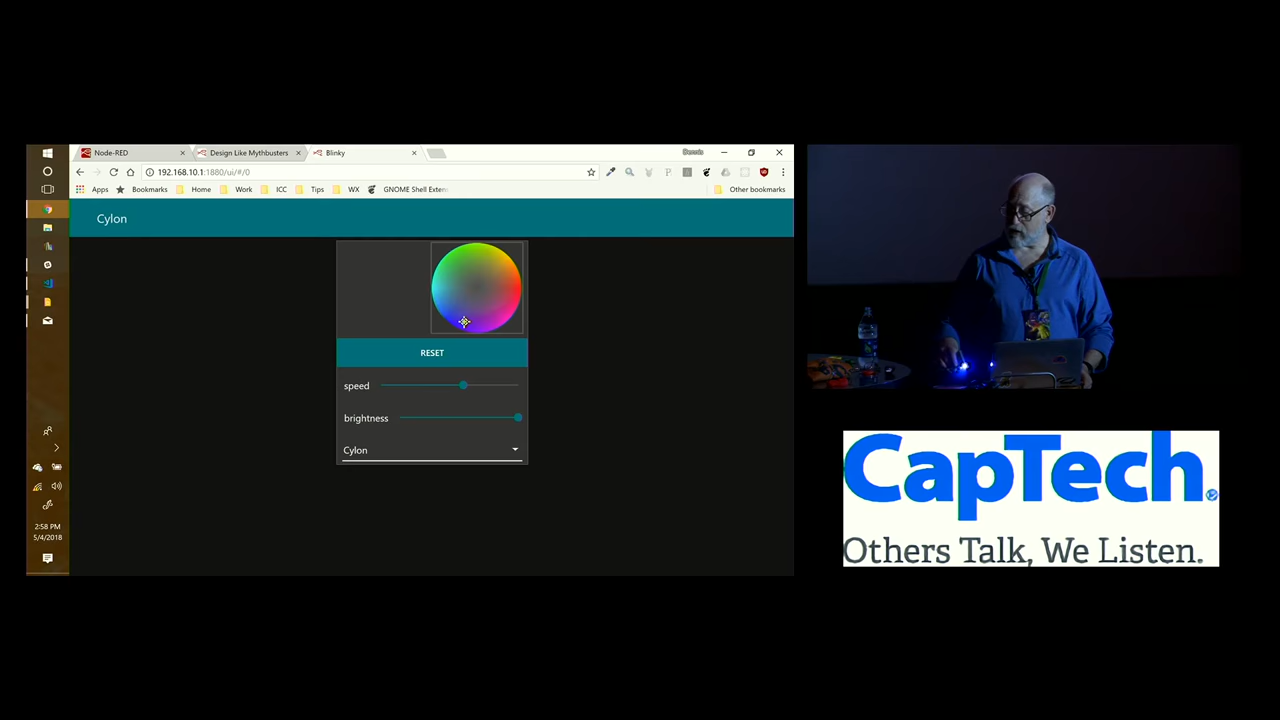 Node-RED
Design Like Mythbusters
Blinky
Dennis
192.168.10.1:1880/ui/#/0
Apps
Bookmarks
Home
Work
ICC
Tips
WX
GNOME Shell Exten
Other bookmarks
Cylon
RESET
speed
brightness
Cylon
2:58 PM
5/4/2018
CapTech
Others Talk, We Listen.